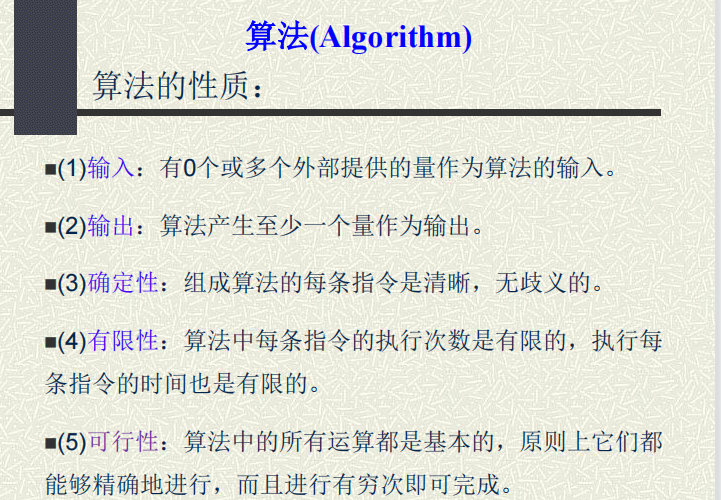 算法(Algorithm)
算法的性质：
■(1)输入：有0个或多个外部提供的量作为算法的输入。
■(2)输出：算法产生至少一个量作为输出。
■(3)确定性：组成算法的每条指令是清晰，无歧义的。
■(4)有限性：算法中每条指令的执行次数是有限的，执行每
条指令的时间也是有限的。
■(5)可行性：算法中的所有运算都是基本的，原则上它们都
能够精确地进行，而且进行有穷次即可完成。